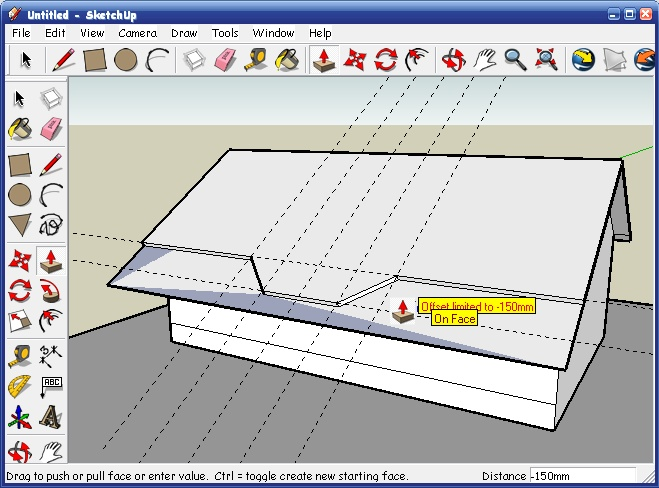 Untitled - SketchUp
File Edit View Camera Draw Tools Window Help
ABC
Offset limited to -150mm
On Face
Drag to push or pull face or enter value. Ctrl = toggle create new starting face. Distance -150mm